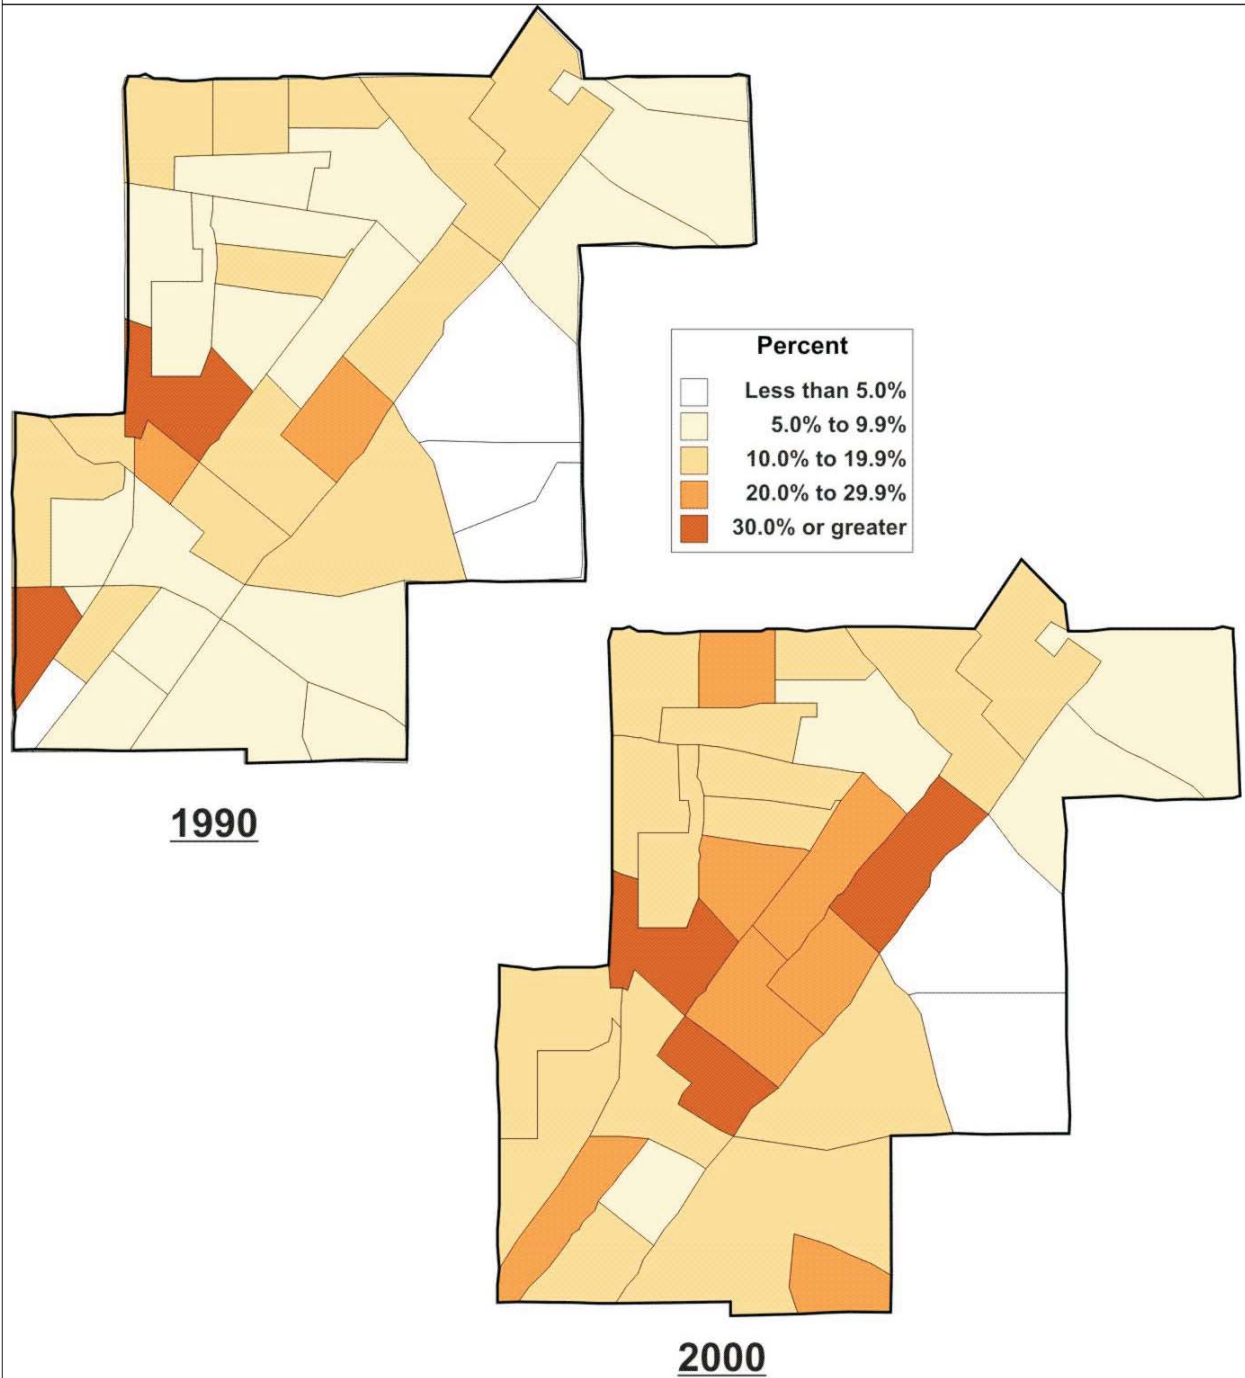 Percent
Less than 5.0%
5.0% to 9.9%
10.0% to 19.9%
20.0% to 29.9%
30.0% or greater
1990
2000